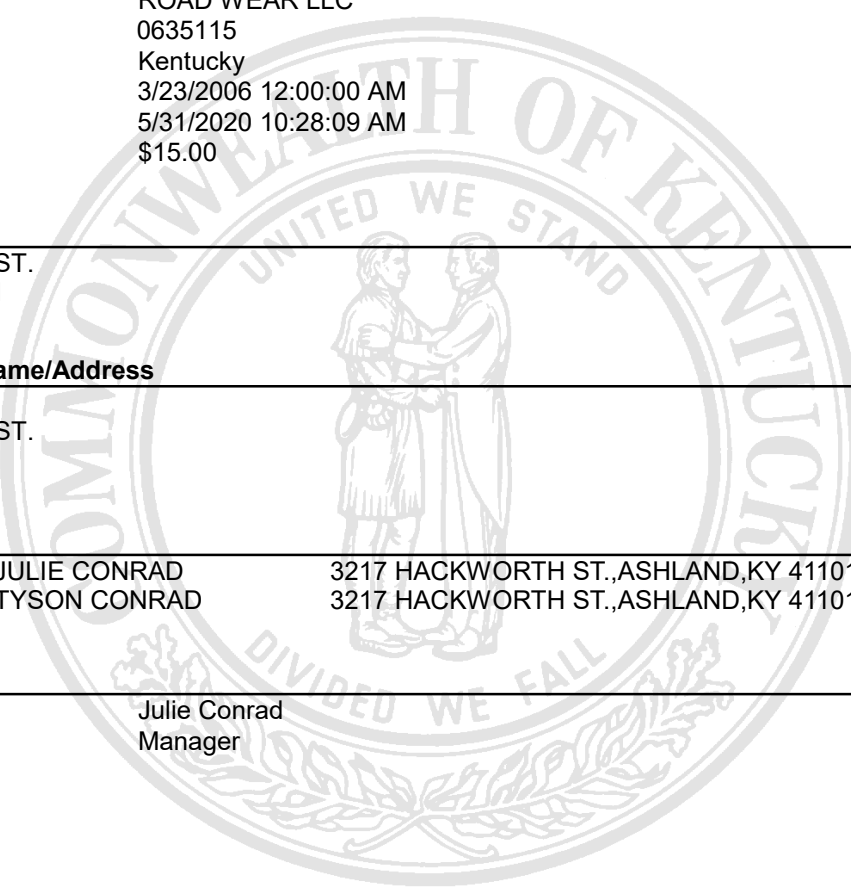 ROAD WEAR LLC
0635115
Kentucky
3/23/2006 12:00:00 AM
5/31/2020 10:28:09 AM
$15.00
ST.
ame/Address
ST.
JULIE CONRAD 3217 HACKWORTH ST.,ASHLAND,KY 41101
TYSON CONRAD 3217 HACKWORTH ST.,ASHLAND,KY 41101
Julie Conrad
Manager
COMMONWEALTH OF KENTUCKY
UNITED WE STAND
DIVIDED WE FALL